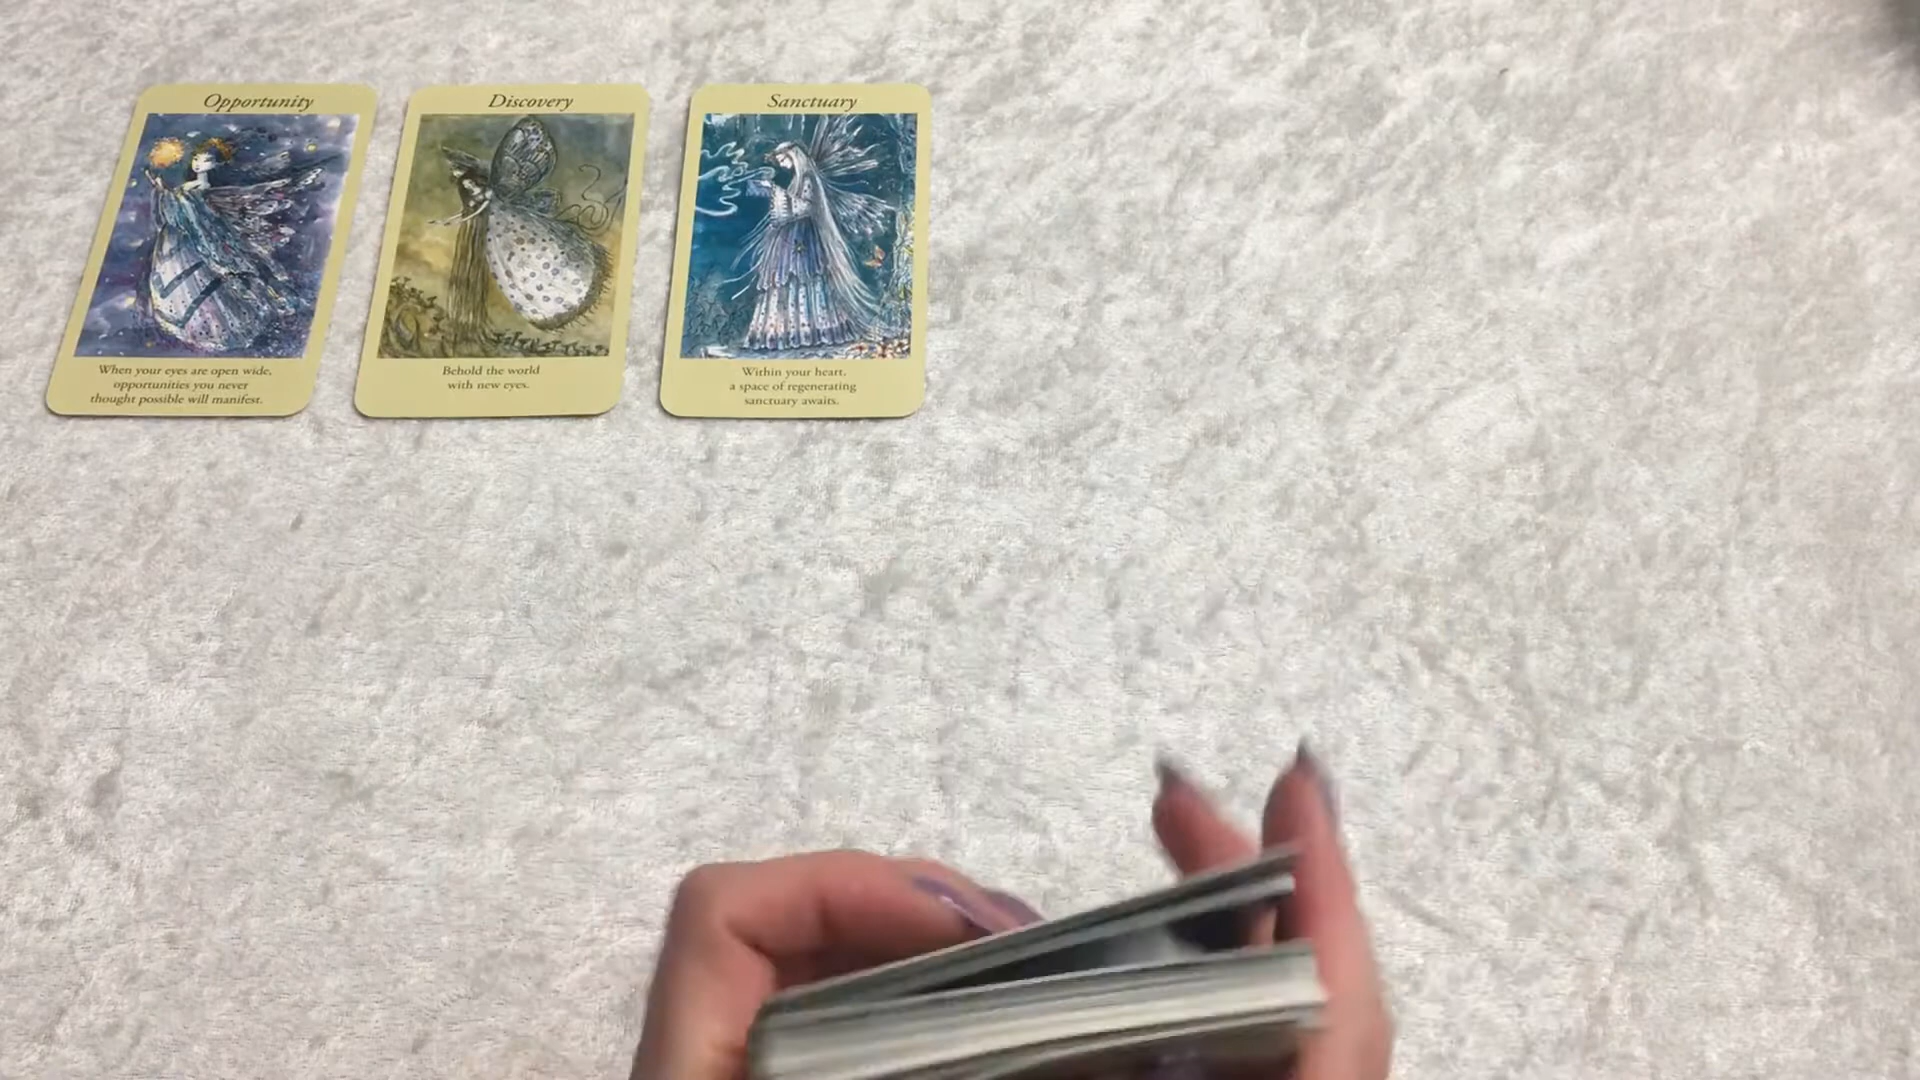 Opportunity
When your eyes are open wide,
opportunities you never
thought possible will manifest.
Discovery
Behold the world
with new eyes.
Sanctuary
Within your heart,
a space of regenerating
sanctuary awaits.